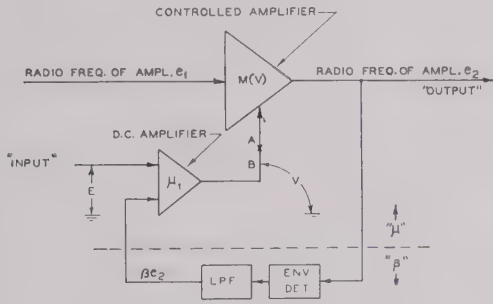 CONTROLLED AMPLIFIER
RADIO FREQ. OF AMPL, e₁
M(V)
RADIO FREQ. OF AMPL, e₂
"OUTPUT"
D.C. AMPLIFIER
A
B
"INPUT"
E
μ₁
V
"μ"
"β"
βe₂
LPF
ENV
DET